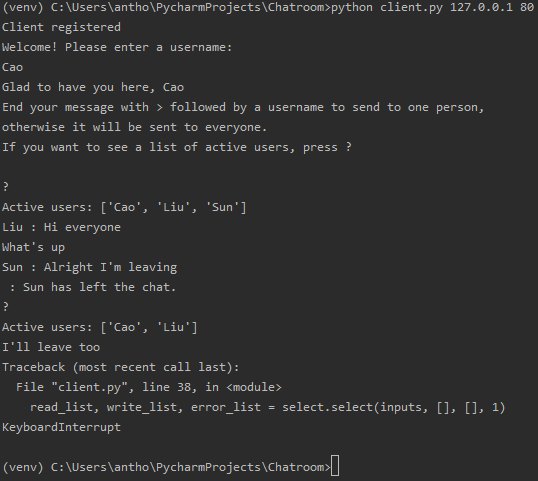 (venv) C:\Users\antho\PycharmProjects\Chatroom>python client.py 127.0.0.1 80
Client registered
Welcome! Please enter a username:
Cao
Glad to have you here, Cao
End your message with > followed by a username to send to one person,
otherwise it will be sent to everyone.
If you want to see a list of active users, press ?

?
Active users: ['Cao', 'Liu', 'Sun']
Liu : Hi everyone
What's up
Sun : Alright I'm leaving
 : Sun has left the chat.
?
Active users: ['Cao', 'Liu']
I'll leave too
Traceback (most recent call last):
  File "client.py", line 38, in <module>
    read_list, write_list, error_list = select.select(inputs, [], [], 1)
KeyboardInterrupt

(venv) C:\Users\antho\PycharmProjects\Chatroom>